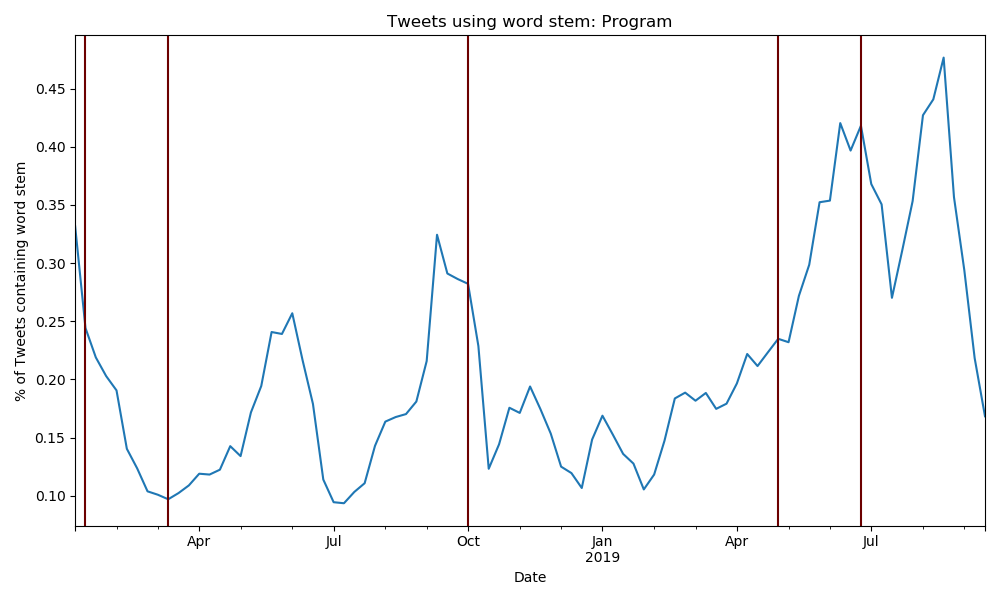 Tweets using word stem: Program
% of Tweets containing word stem
0.45
0.40
0.35
0.30
0.25
0.20
0.15
0.10
Apr
Jul
Oct
Jan
2019
Apr
Jul
Date